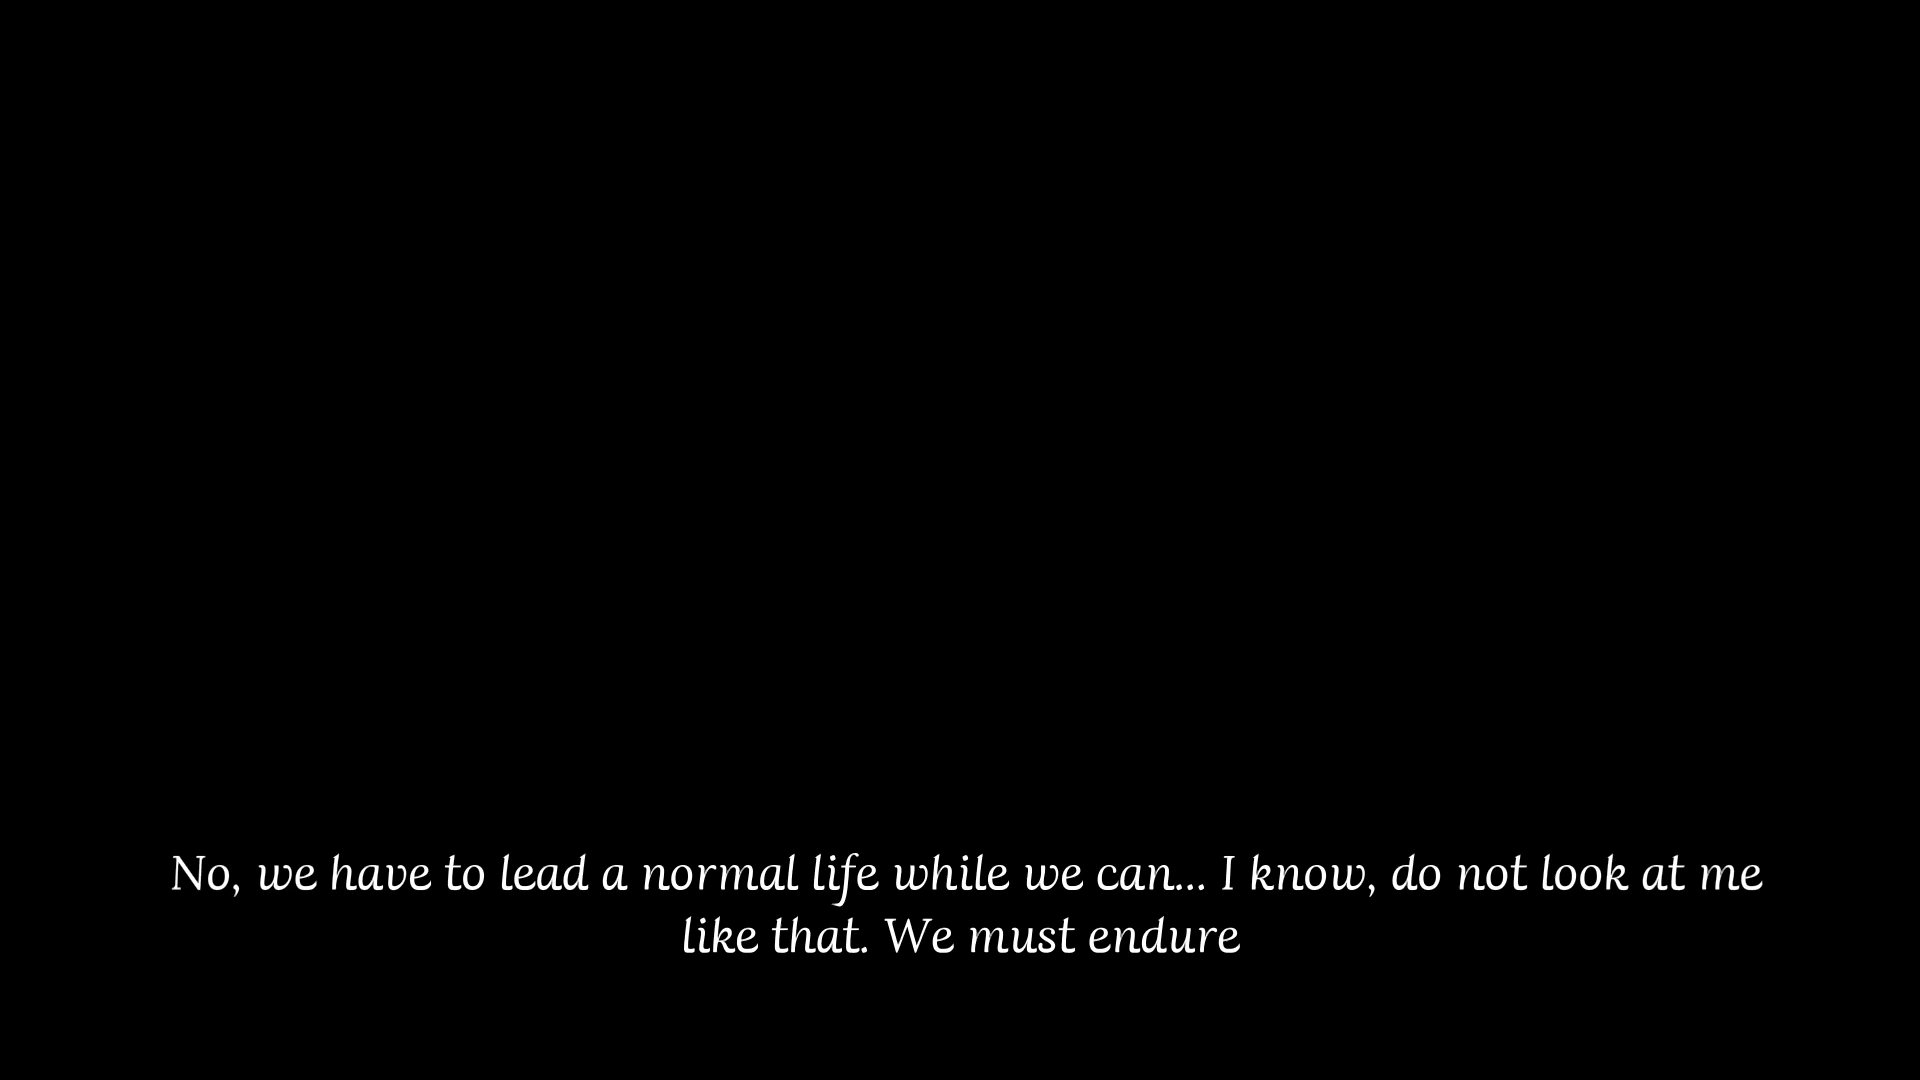 No, we have to lead a normal life while we can... I know, do not look at me
like that. We must endure